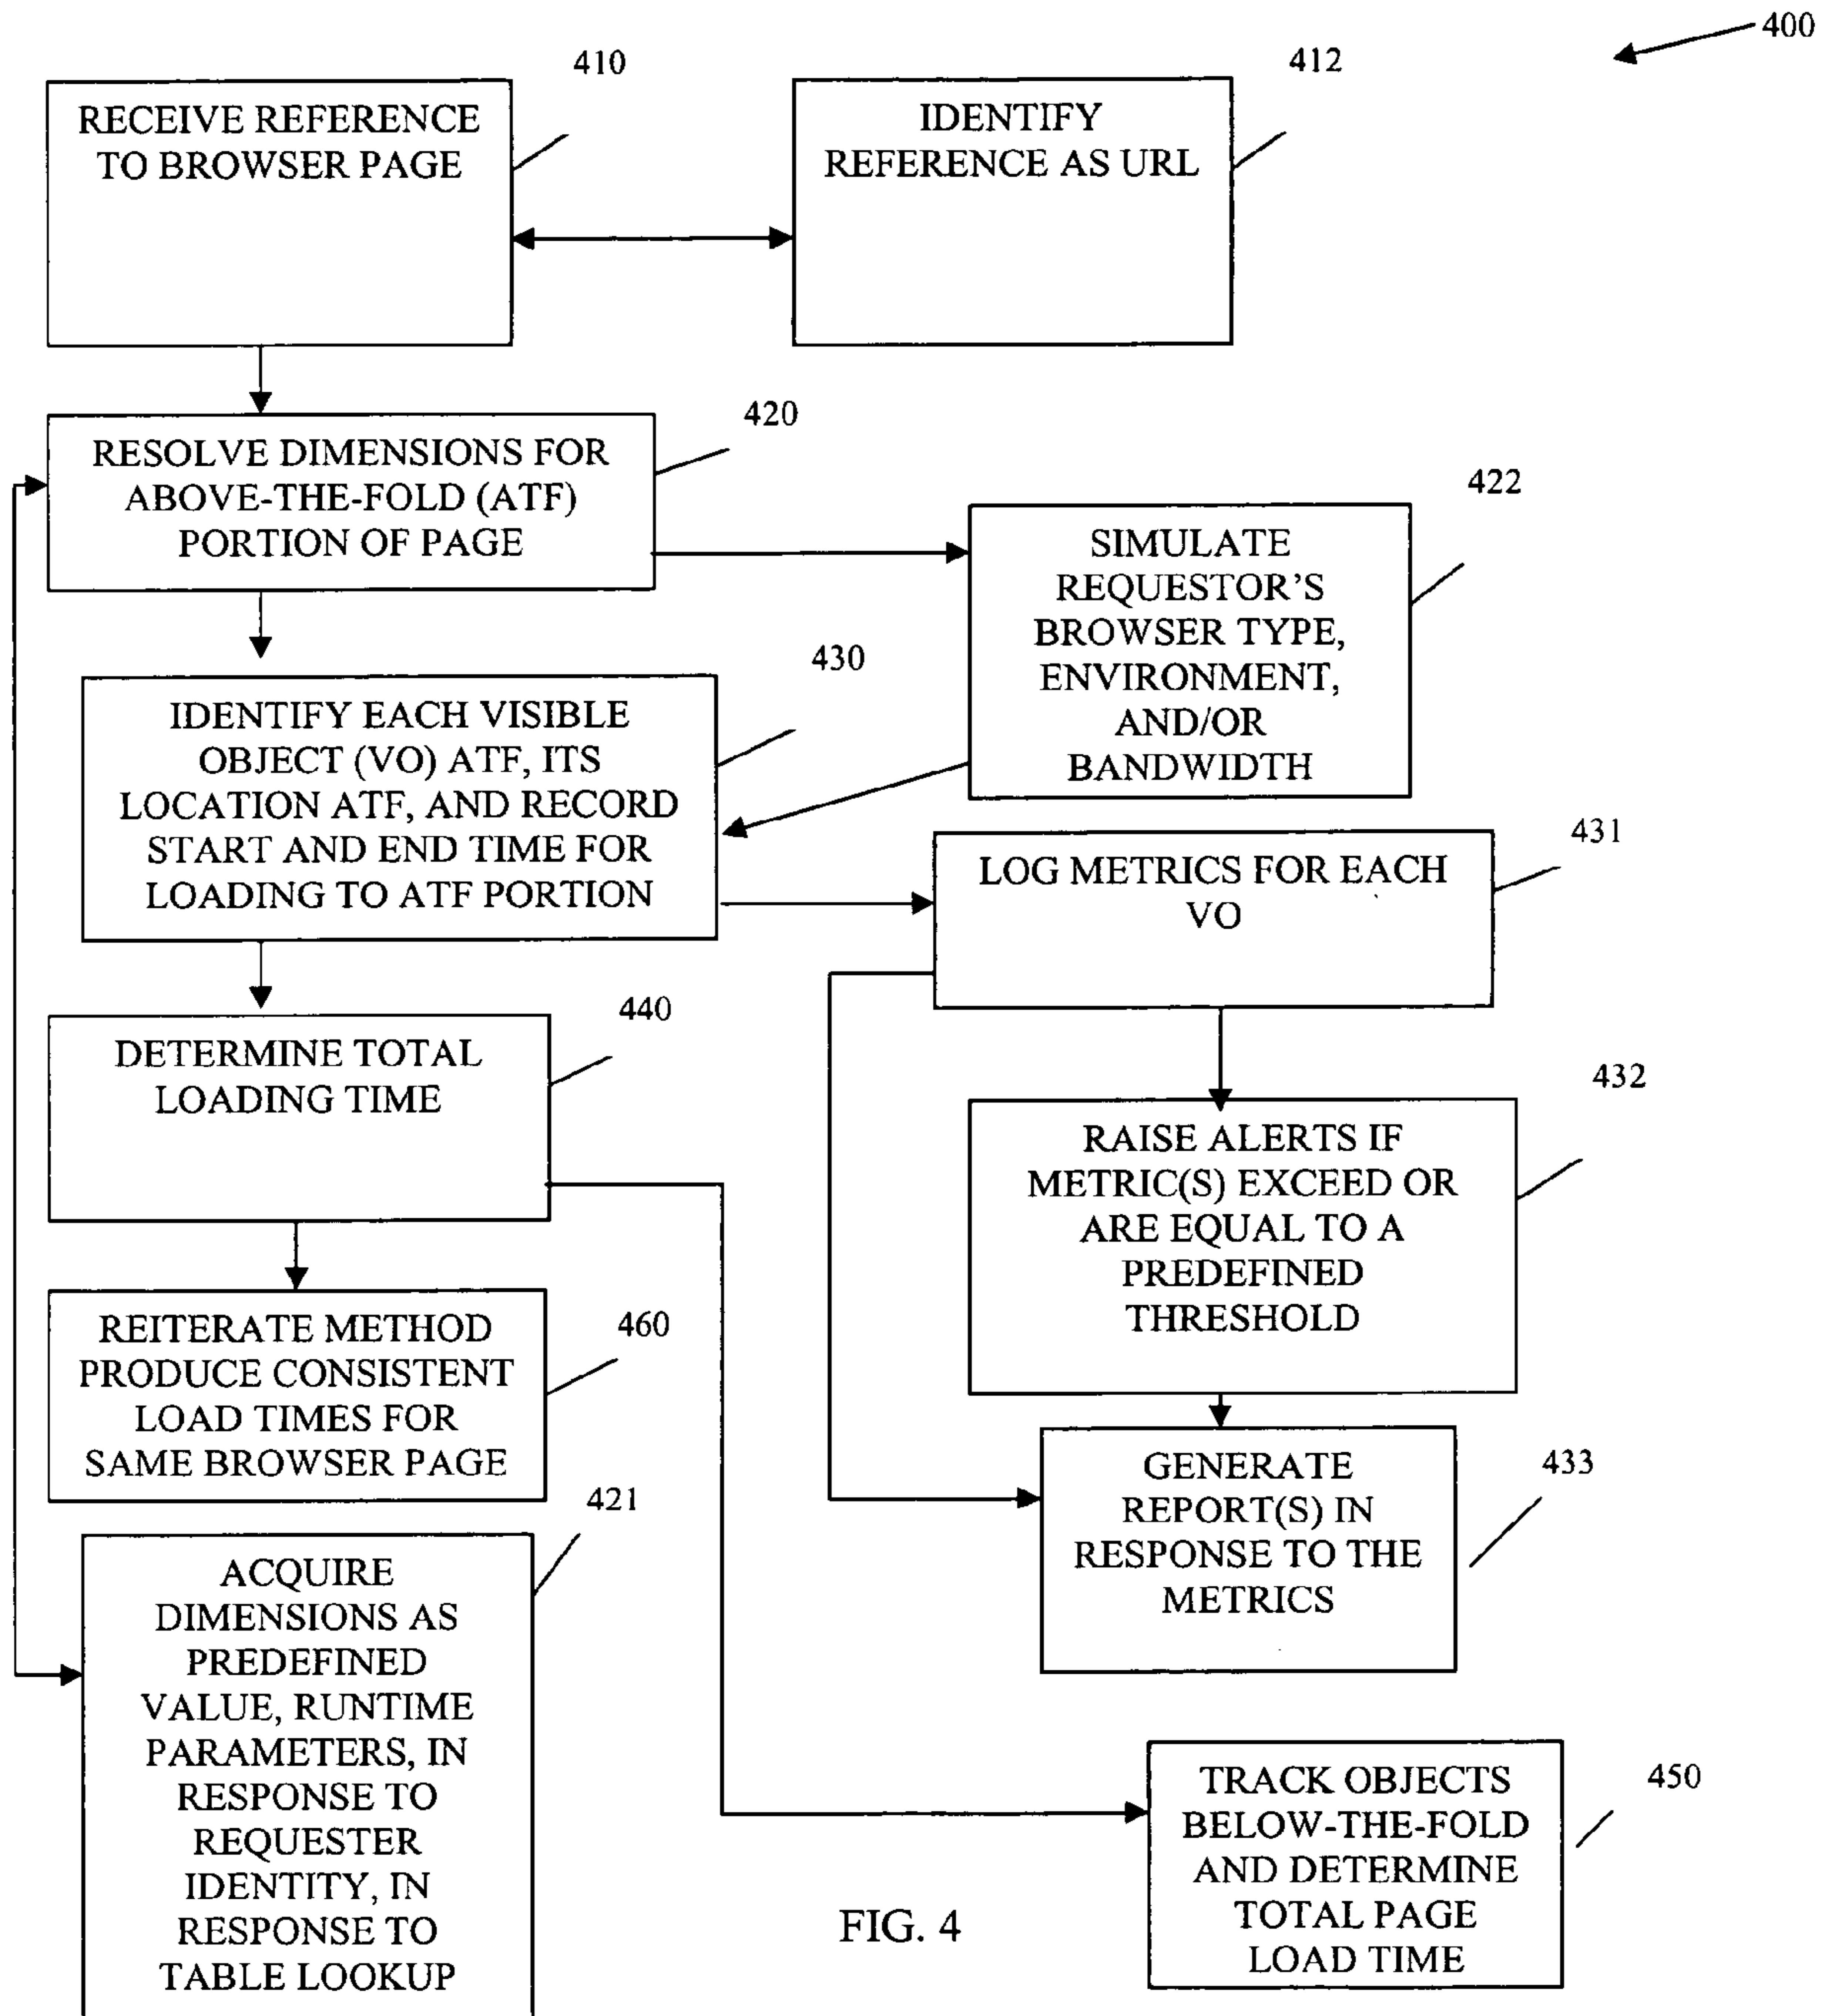 400
410
RECEIVE REFERENCE
TO BROWSER PAGE
412
IDENTIFY
REFERENCE AS URL
420
RESOLVE DIMENSIONS FOR
ABOVE-THE-FOLD (ATF)
PORTION OF PAGE
422
SIMULATE
REQUESTOR’S
BROWSER TYPE,
ENVIRONMENT,
AND/OR
BANDWIDTH
430
IDENTIFY EACH VISIBLE
OBJECT (VO) ATF, ITS
LOCATION ATF, AND RECORD
START AND END TIME FOR
LOADING TO ATF PORTION
431
LOG METRICS FOR EACH
VO
440
DETERMINE TOTAL
LOADING TIME
432
RAISE ALERTS IF
METRIC(S) EXCEED OR
ARE EQUAL TO A
PREDEFINED
THRESHOLD
460
REITERATE METHOD
PRODUCE CONSISTENT
LOAD TIMES FOR
SAME BROWSER PAGE
433
GENERATE
REPORT(S) IN
RESPONSE TO THE
METRICS
421
ACQUIRE
DIMENSIONS AS
PREDEFINED
VALUE, RUNTIME
PARAMETERS, IN
RESPONSE TO
REQUESTER
IDENTITY, IN
RESPONSE TO
TABLE LOOKUP
450
TRACK OBJECTS
BELOW-THE-FOLD
AND DETERMINE
TOTAL PAGE
LOAD TIME
FIG. 4